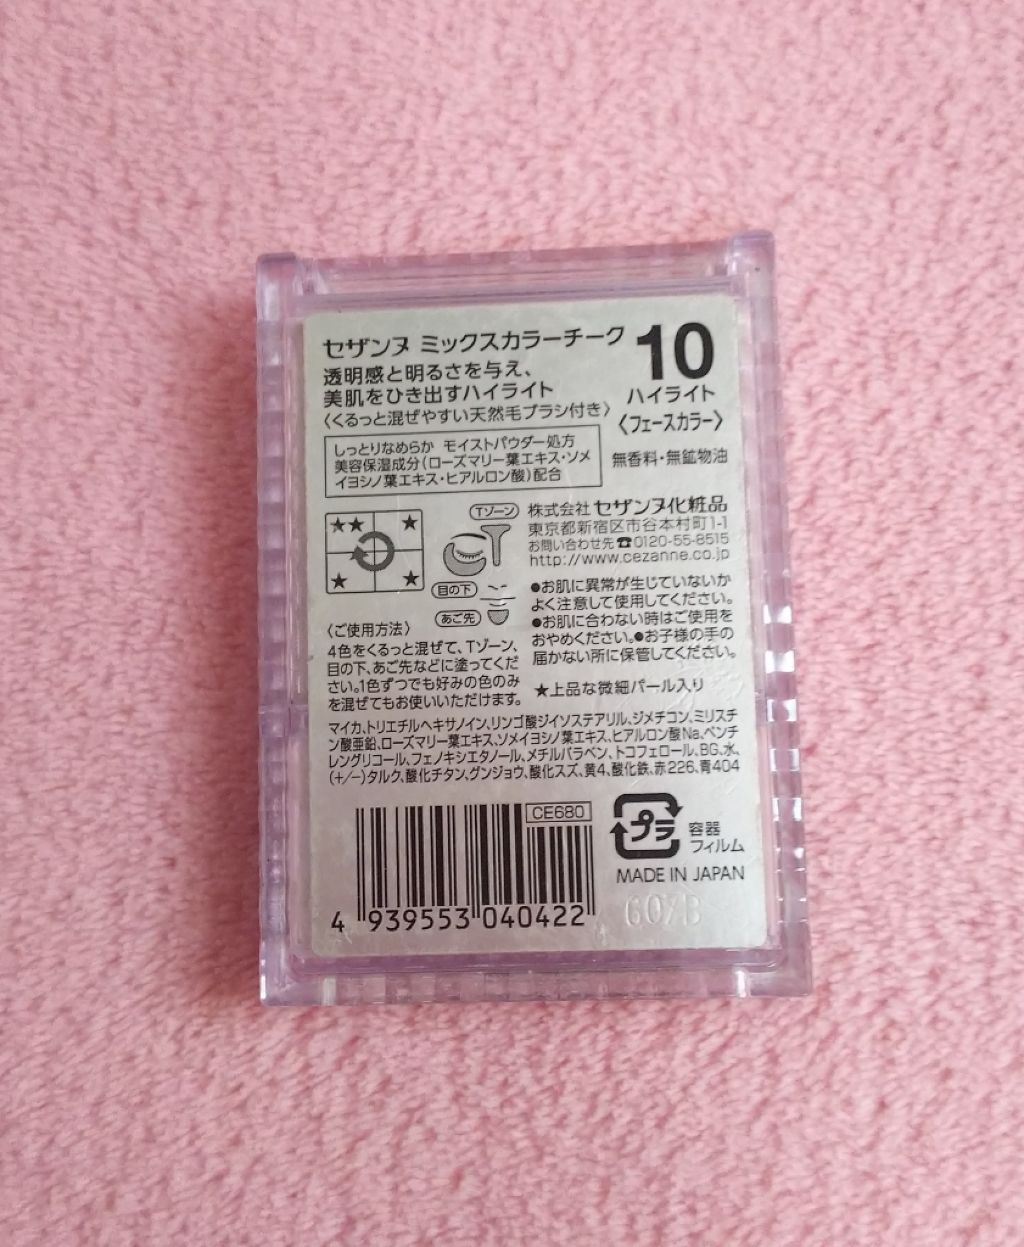 セザンヌ ミックスカラーチーク
10
透明感と明るさを与え、
美肌をひき出すハイライト
ハイライト
〈くるっと混ぜやすい天然毛ブラシ付き〉
〈フェースカラー〉
しっとりなめらか モイストパウダー処方
美容保湿成分(ローズマリー葉エキス・ソメ
イヨシノ葉エキス・ヒアルロン酸)配合
無香料・無鉱物油
★★
★
★
★
Tゾーン
目の下
あご先
株式会社 セザンヌ化粧品
東京都新宿区市谷本村町1-1
お問い合わせ先☎0120-55-8515
http://www.cezanne.co.jp
●お肌に異常が生じていないか
よく注意して使用してください。
●お肌に合わない時はご使用を
おやめください。●お子様の手の
届かない所に保管してください。
〈ご使用方法〉
4色をくるっと混ぜて、Tゾーン、
目の下、あご先などに塗ってくだ
さい。1色ずつでも好みの色のみ
を混ぜてもお使いいただけます。
★上品な微細パール入り
マイカ、トリエチルヘキサノイン、リンゴ酸ジイソステアリル、ジメチコン、ミリスチ
ン酸亜鉛、ローズマリー葉エキス、ソメイヨシノ葉エキス、ヒアルロン酸Na、ペンチ
レングリコール、フェノキシエタノール、メチルパラベン、トコフェロール、BG、水、
(+/−)タルク、酸化チタン、グンジョウ、酸化スズ、黄4、酸化鉄、赤226、青404
CE680
4 939553 040422
プラ
容器
フィルム
MADE IN JAPAN